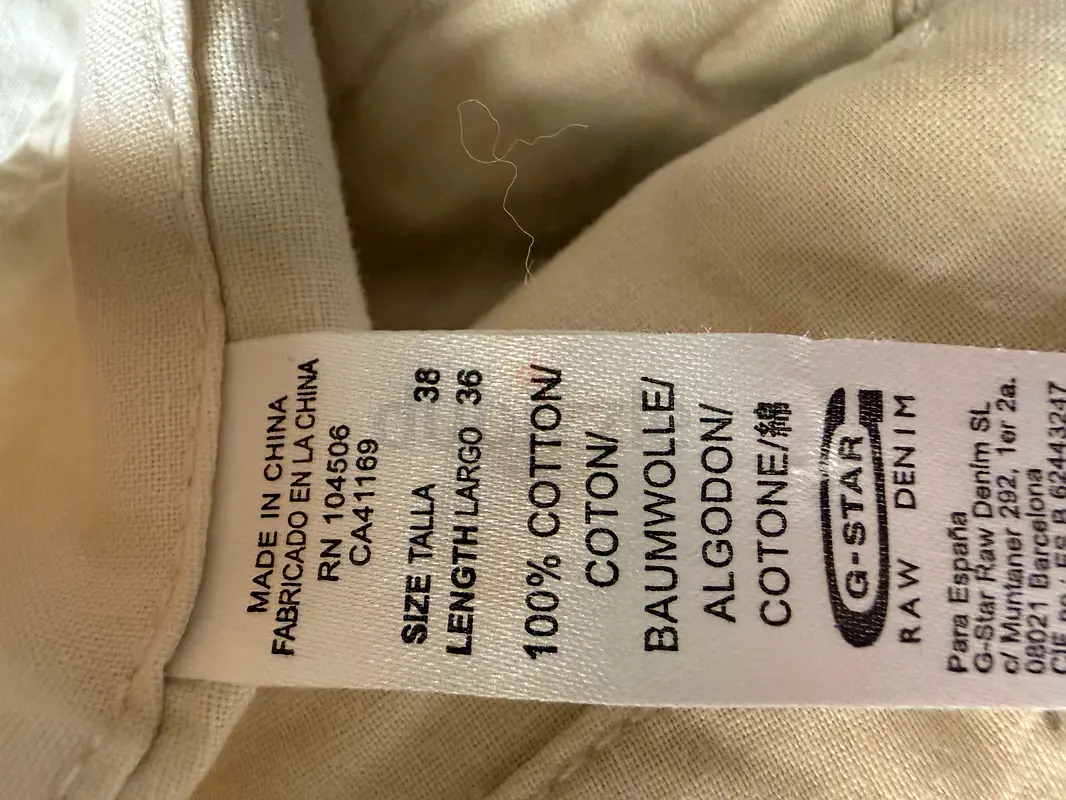 MADE IN CHINA
FABRICADO EN LA CHINA
RN 104506
CA41169
SIZE TALLA 38
LENGTH LARGO 36
100% COTTON/
COTON/
BAUMWOLLE/
ALGODON/
COTONE/綿
G-STAR
RAW DENIM
Para España
G-Star Raw Denim SL
c/ Muntaner 292, 1er 2a.
08021 Barcelona